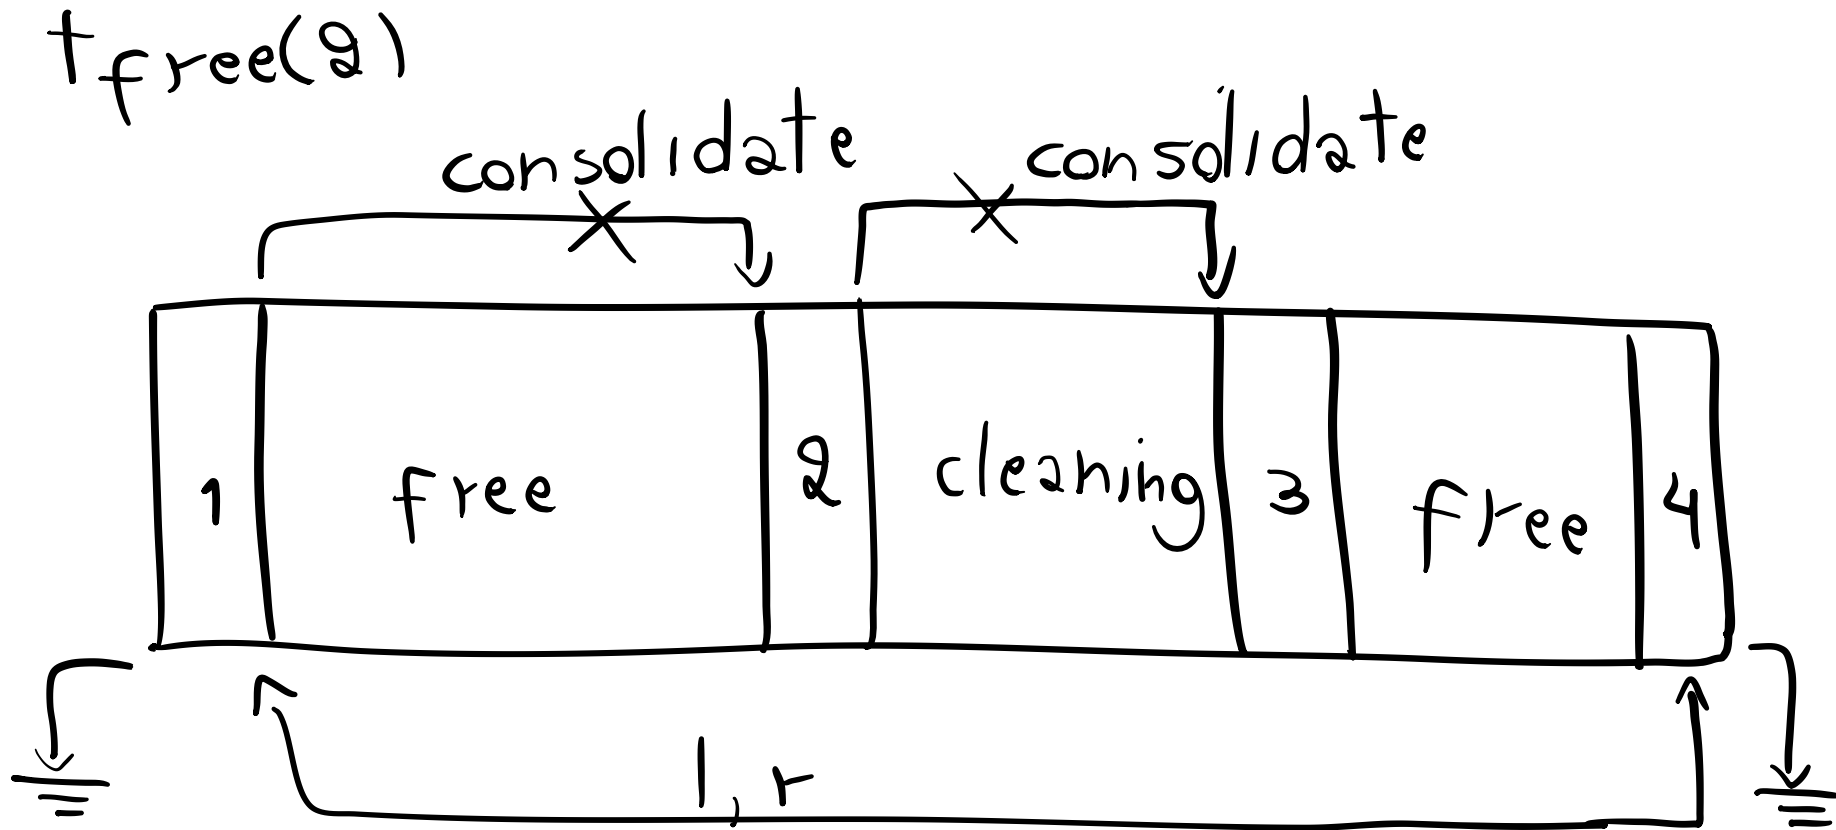 tfree(2)
consolidate consolidate
1 free 2 cleaning 3 free 4
l, r